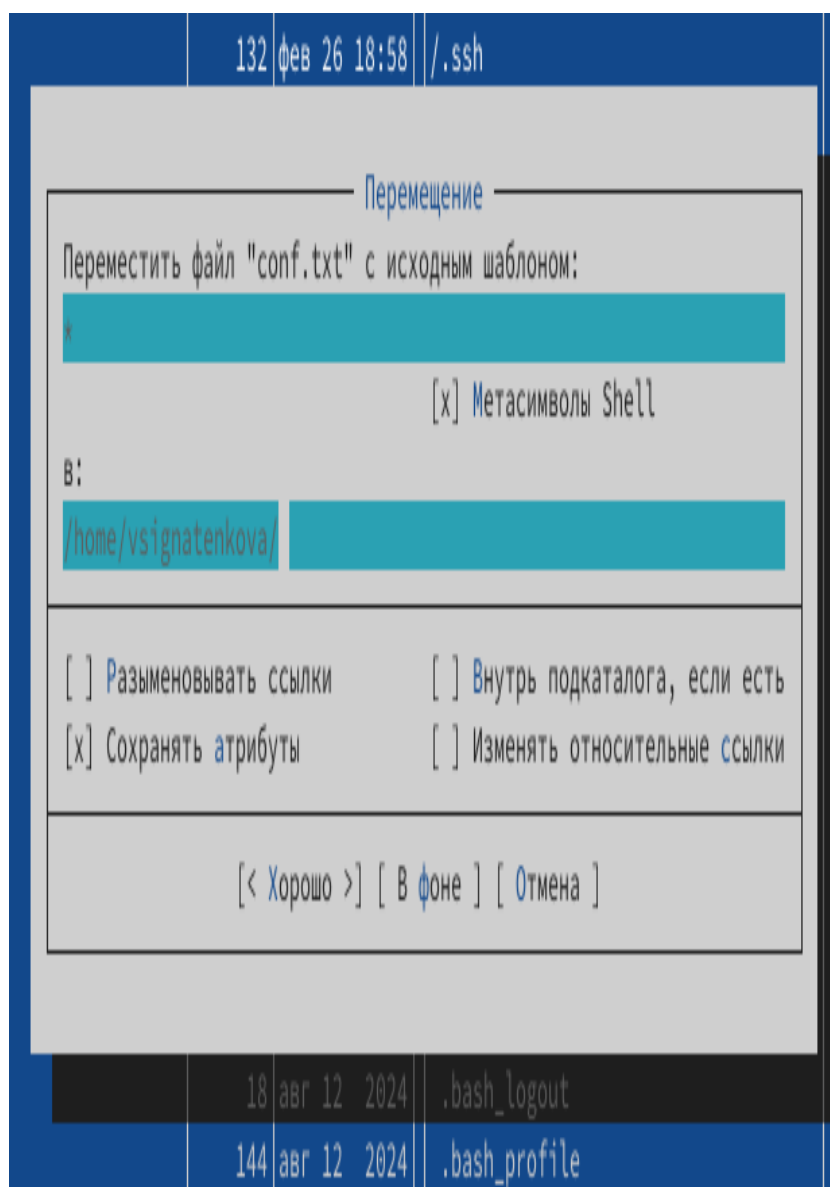 132 фев 26 18:58 /.ssh
Перемещение
Переместить файл "conf.txt" с исходным шаблоном:
*
[x] Метасимволы Shell
в:
/home/vsignatenkova/
[ ] Разыменовывать ссылки [ ] Внутрь подкаталога, если есть
[x] Сохранять атрибуты [ ] Изменять относительные ссылки
[< Хорошо >] [ В фоне ] [ Отмена ]
18 авг 12 2024 .bash_logout
144 авг 12 2024 .bash_profile